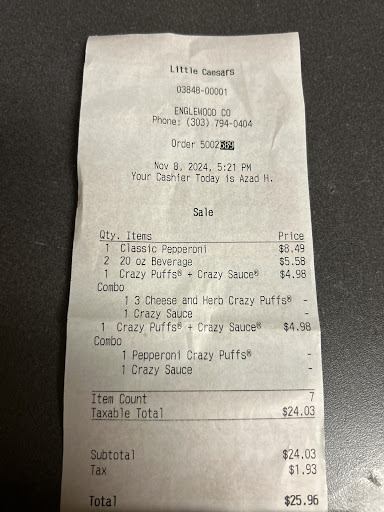 Little Caesars
03848-00001
ENGLEWOOD CO
Phone: (303) 794-0404
Order 5002689
Nov 8, 2024, 5:21 PM
Your Cashier Today is Azad H.
Sale
Qty. Items Price
1 Classic Pepperoni $8.49
2 20 oz Beverage $5.58
1 Crazy Puffs® + Crazy Sauce® $4.98
Combo
1 3 Cheese and Herb Crazy Puffs® -
1 Crazy Sauce -
1 Crazy Puffs® + Crazy Sauce® $4.98
Combo
1 Pepperoni Crazy Puffs® -
1 Crazy Sauce -
Item Count 7
Taxable Total $24.03
Subtotal $24.03
Tax $1.93
Total $25.96